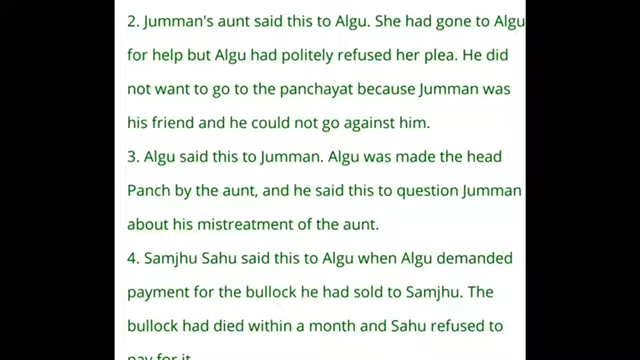 2. Jumman's aunt said this to Algu. She had gone to Algu
for help but Algu had politely refused her plea. He did
not want to go to the panchayat because Jumman was
his friend and he could not go against him.
3. Algu said this to Jumman. Algu was made the head
Panch by the aunt, and he said this to question Jumman
about his mistreatment of the aunt.
4. Samjhu Sahu said this to Algu when Algu demanded
payment for the bullock he had sold to Samjhu. The
bullock had died within a month and Sahu refused to
pay for it.